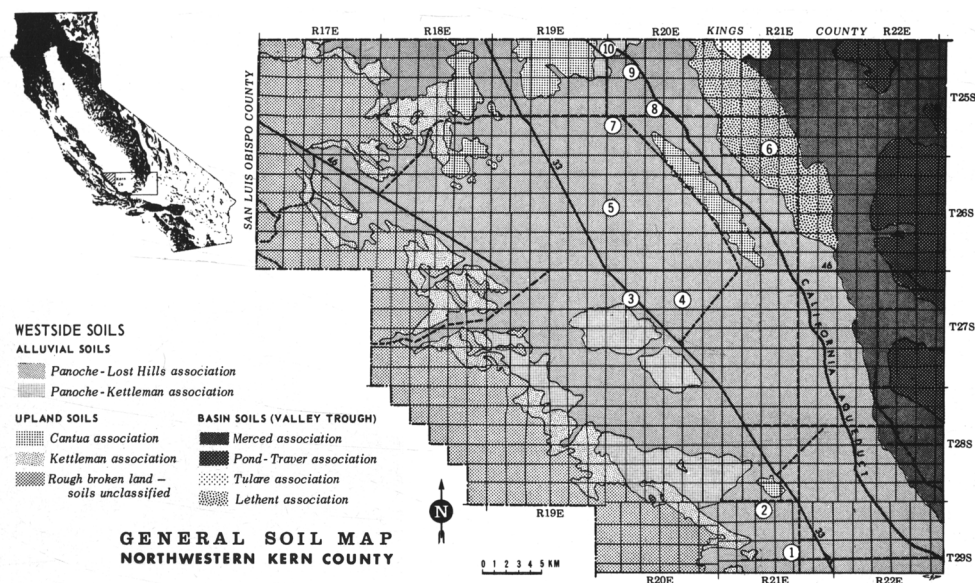 R17E R18E R19E R20E KINGS R21E COUNTY R22E
SAN LUIS OBISPO COUNTY
T25S
T26S
T27S
T28S
T29S
10
9
8
7
6
5
4
3
2
1
46
33
46
33
CALIFORNIA AQUEDUCT
WESTSIDE SOILS
ALLUVIAL SOILS
Panoche-Lost Hills association
Panoche-Kettleman association
UPLAND SOILS
Cantua association
Kettleman association
Rough broken land —
soils unclassified
BASIN SOILS (VALLEY TROUGH)
Merced association
Pond-Traver association
Tulare association
Lethent association
N
GENERAL SOIL MAP
NORTHWESTERN KERN COUNTY
0 1 2 3 4 5 KM
R19E
R20E R21E R22E